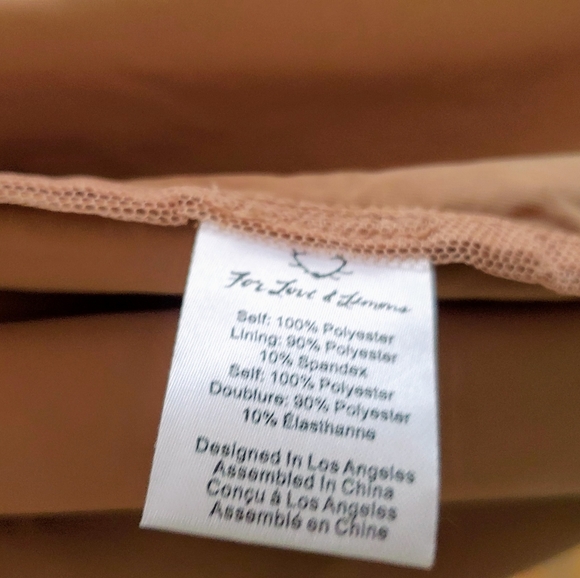 For Love & Lemons
Self: 100% Polyester
Lining: 90% Polyester
10% Spandex
Self: 100% Polyester
Doublure: 90% Polyester
10% Élasthanne
Designed In Los Angeles
Assembled In China
Conçu à Los Angeles
Assemblé en Chine